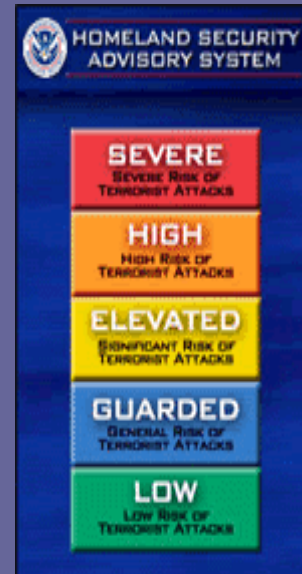 HOMELAND SECURITY
ADVISORY SYSTEM
SEVERE
SEVERE RISK OF
TERRORIST ATTACKS
HIGH
HIGH RISK OF
TERRORIST ATTACKS
ELEVATED
SIGNIFICANT RISK OF
TERRORIST ATTACKS
GUARDED
GENERAL RISK OF
TERRORIST ATTACKS
LOW
LOW RISK OF
TERRORIST ATTACKS